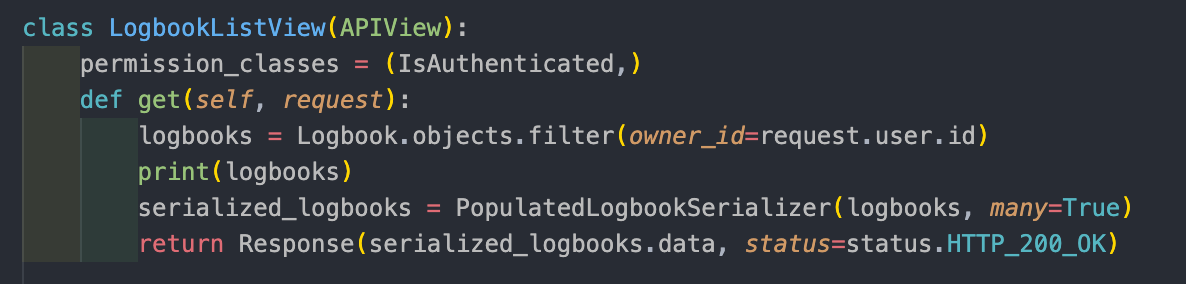 class LogbookListView(APIView):
    permission_classes = (IsAuthenticated,)
    def get(self, request):
        logbooks = Logbook.objects.filter(owner_id=request.user.id)
        print(logbooks)
        serialized_logbooks = PopulatedLogbookSerializer(logbooks, many=True)
        return Response(serialized_logbooks.data, status=status.HTTP_200_OK)